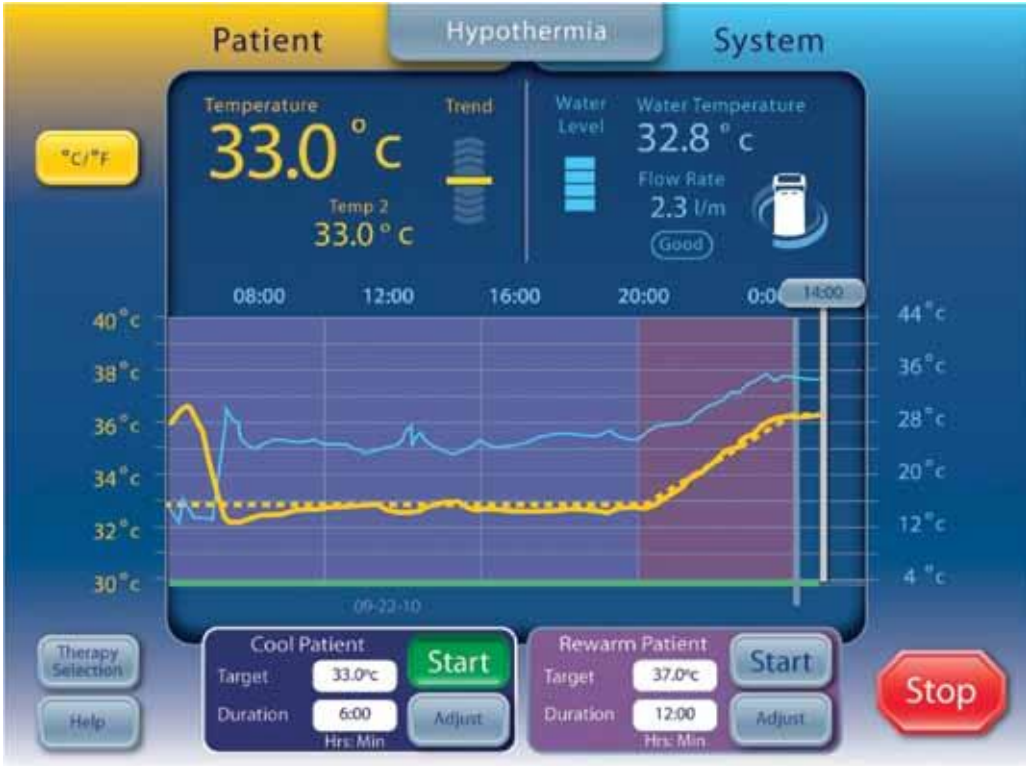 Patient
Hypothermia
System
Temperature
33.0 °c
Trend
Temp 2
33.0 °c
Water
Level
Water Temperature
32.8 °c
Flow Rate
2.3 l/m
Good
°C/°F
08:00 12:00 16:00 20:00 14:00
40°c
38°c
36°c
34°c
32°c
30°c
44°c
36°c
28°c
20°c
12°c
4°c
09-22-10
Therapy
Selection
Help
Cool Patient
Target 33.0°c
Start
Duration 6:00
Adjust
Hrs: Min
Rewarm Patient
Target 37.0°c
Start
Duration 12:00
Adjust
Hrs: Min
Stop